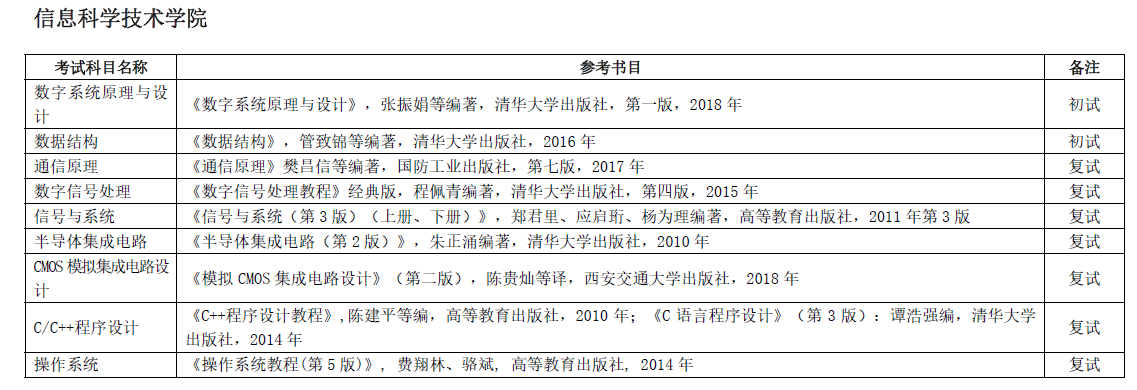 信息科学技术学院
考试科目名称 参考书目 备注
数字系统原理与设
计 《数字系统原理与设计》，张振娟等编著，清华大学出版社，第一版，2018 年 初试
数据结构 《数据结构》，管致锦等编著，清华大学出版社，2016 年 初试
通信原理 《通信原理》樊昌信等编著，国防工业出版社，第七版，2017 年 复试
数字信号处理 《数字信号处理教程》经典版，程佩青编著，清华大学出版社，第四版，2015 年 复试
信号与系统 《信号与系统（第 3 版）（上册、下册）》，郑君里、应启珩、杨为理编著，高等教育出版社，2011 年第 3 版 复试
半导体集成电路 《半导体集成电路（第 2 版）》，朱正涌编著，清华大学出版社，2010 年 复试
CMOS 模拟集成电路设
计 《模拟 CMOS 集成电路设计》（第二版），陈贵灿等译，西安交通大学出版社，2018 年 复试
C/C++程序设计 《C++程序设计教程》,陈建平等编，高等教育出版社，2010 年；《C 语言程序设计》（第 3 版）：谭浩强编，清华大学
出版社，2014 年 复试
操作系统 《操作系统教程(第 5 版)》, 费翔林、骆斌, 高等教育出版社, 2014 年 复试